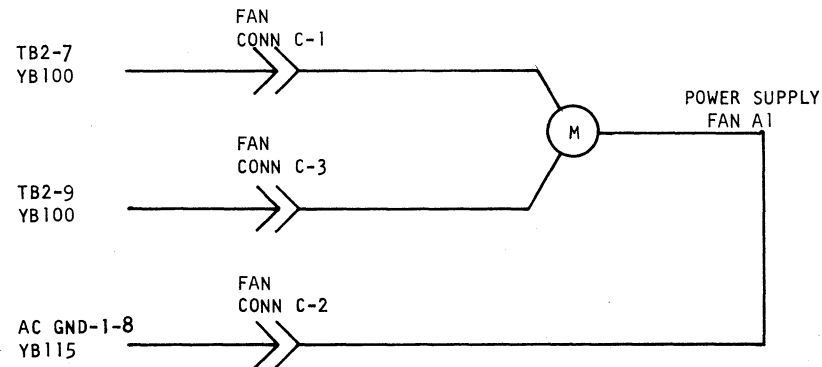 FAN
CONN C-1
TB2-7
YB100
POWER SUPPLY
FAN A1
M
FAN
CONN C-3
TB2-9
YB100
FAN
CONN C-2
AC GND-1-8
YB115